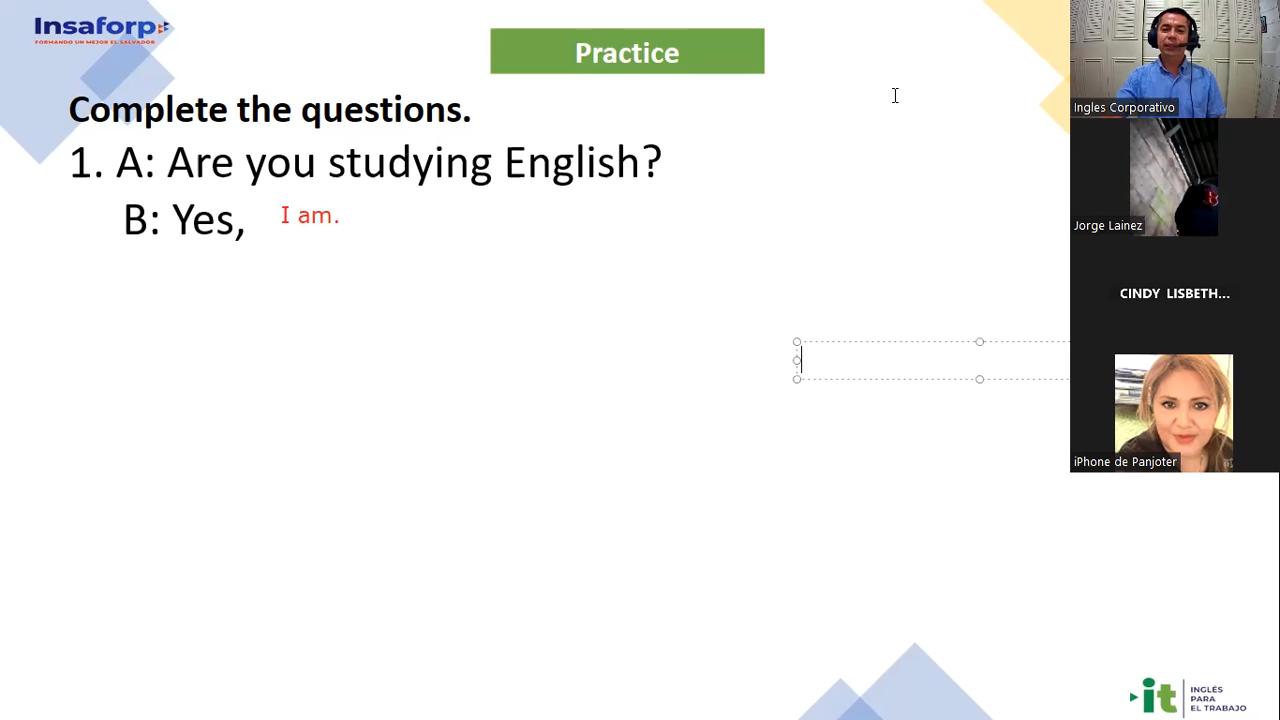 Insaforp
FORMANDO UN MEJOR EL SALVADOR
Practice
Complete the questions.
1. A: Are you studying English?
B: Yes, I am.
Ingles Corporativo
Jorge Lainez
CINDY LISBETH...
iPhone de Panjoter
it
INGLÉS
PARA
EL TRABAJO